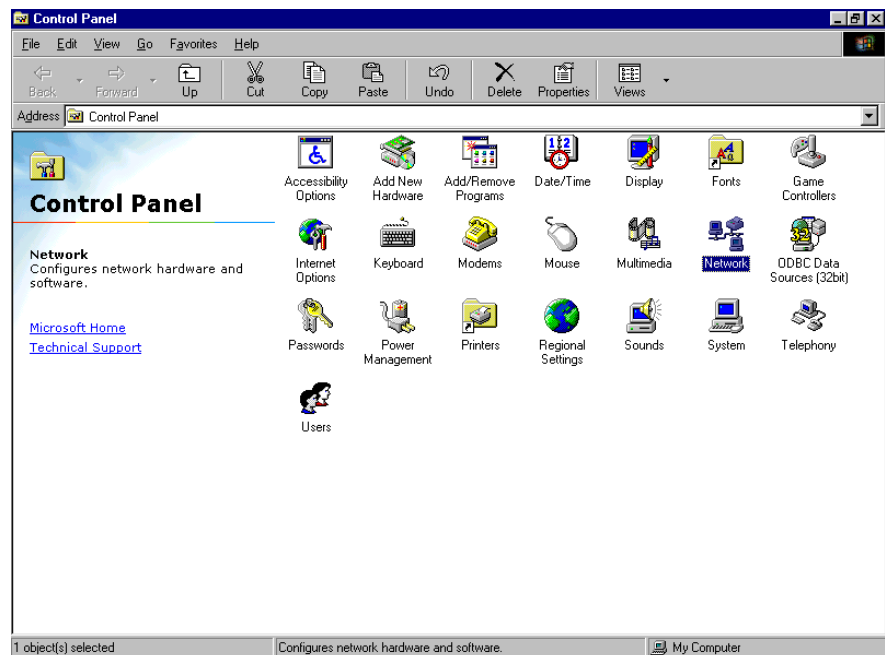 Control Panel
File Edit View Go Favorites Help
Back Forward Up Cut Copy Paste Undo Delete Properties Views
Address Control Panel
Control Panel
Network
Configures network hardware and
software.
Microsoft Home
Technical Support
Accessibility
Options
Add New
Hardware
Add/Remove
Programs
Date/Time
Display
Fonts
Game
Controllers
Internet
Options
Keyboard
Modems
Mouse
Multimedia
Network
ODBC Data
Sources (32bit)
Passwords
Power
Management
Printers
Regional
Settings
Sounds
System
Telephony
Users
1 object(s) selected
Configures network hardware and software.
My Computer